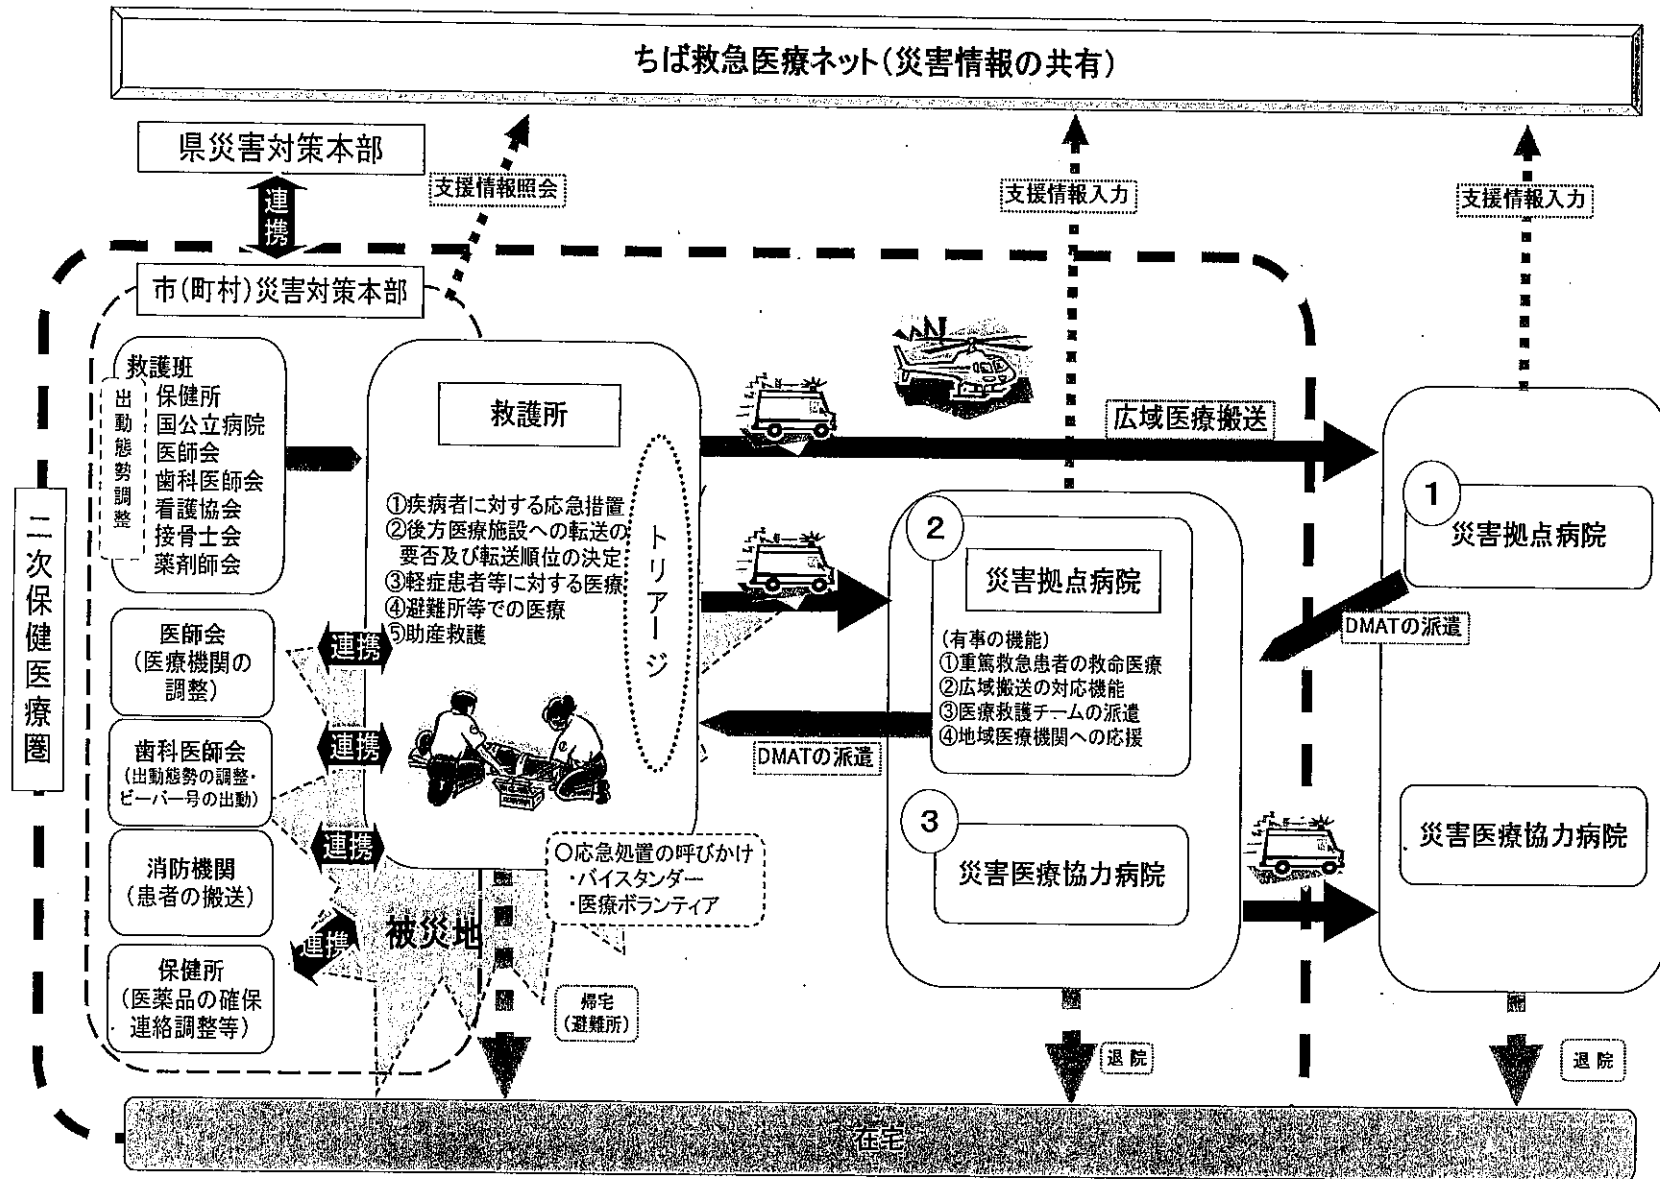 ちば救急医療ネット(災害情報の共有)
県災害対策本部
連携
支援情報照会
支援情報入力
支援情報入力
市(町村)災害対策本部
二次保健医療圏
救護班
出動態勢調整
保健所
国公立病院
医師会
歯科医師会
看護協会
接骨士会
薬剤師会
救護所
①疾病者に対する応急措置
②後方医療施設への転送の
要否及び転送順位の決定
③軽症患者等に対する医療
④避難所等での医療
⑤助産救護
トリアージ
広域医療搬送
1
災害拠点病院
DMATの派遣
2
災害拠点病院
(有事の機能)
①重篤救急患者の救命医療
②広域搬送の対応機能
③医療救護チームの派遣
④地域医療機関への応援
DMATの派遣
3
災害医療協力病院
災害医療協力病院
医師会
(医療機関の
調整)
連携
歯科医師会
(出動態勢の調整・
ビーバー号の出動)
連携
消防機関
(患者の搬送)
連携
保健所
(医薬品の確保
連絡調整等)
連携
被災地
〇応急処置の呼びかけ
・バイスタンダー
・医療ボランティア
帰宅
(避難所)
退院
退院
在宅